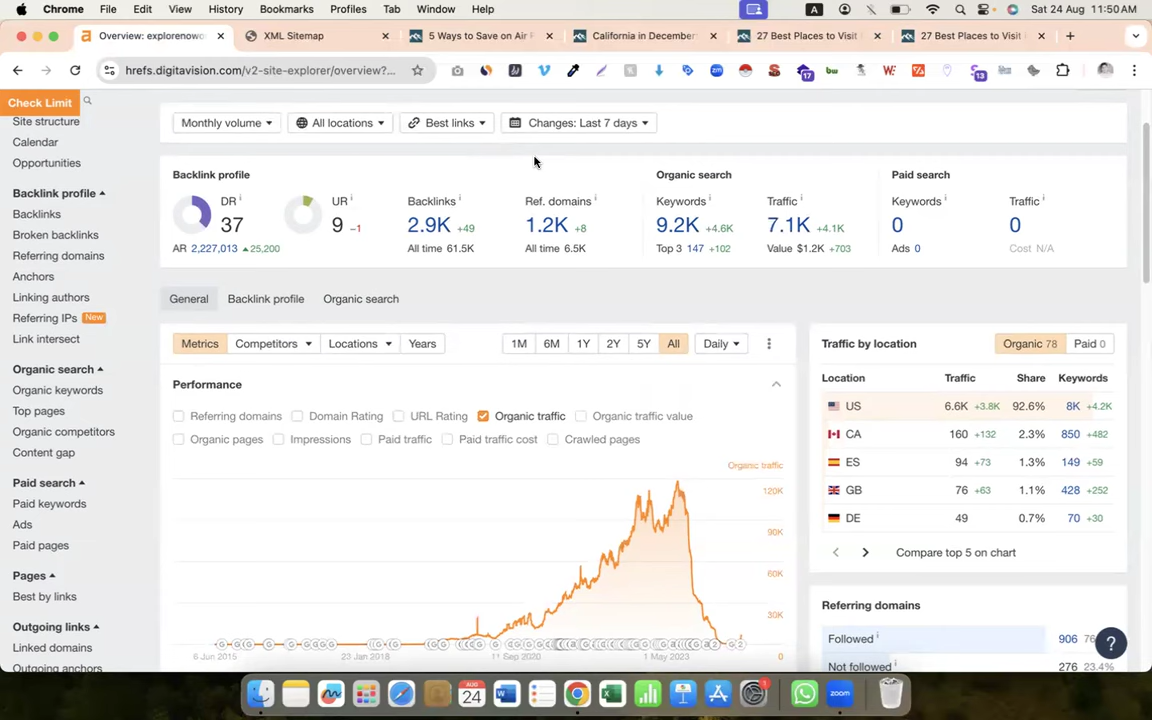 Chrome File Edit View History Bookmarks Profiles Tab Window Help A Sat 24 Aug 11:50 AM
Overview: explorenowo XML Sitemap 5 Ways to Save on Air F California in December 27 Best Places to Visit 27 Best Places to Visit
hrefs.digitavision.com/v2-site-explorer/overview?...
17 bw 13
Check Limit
Site structure
Calendar
Opportunities
Backlink profile
Backlinks
Broken backlinks
Referring domains
Anchors
Linking authors
Referring IPs New
Link intersect
Organic search
Organic keywords
Top pages
Organic competitors
Content gap
Paid search
Paid keywords
Ads
Paid pages
Pages
Best by links
Outgoing links
Linked domains
Outgoing anchors
Monthly volume All locations Best links Changes: Last 7 days
Backlink profile Organic search Paid search
DR UR Backlinks Ref. domains Keywords Traffic Keywords Traffic
37 9 −1 2.9K +49 1.2K +8 9.2K +4.6K 7.1K +4.1K 0 0
AR 2,227,013 25,200 All time 61.5K All time 6.5K Top 3 147 +102 Value $1.2K +703 Ads 0 Cost N/A
General Backlink profile Organic search
Metrics Competitors Locations Years 1M 6M 1Y 2Y 5Y All Daily
Performance
Referring domains Domain Rating URL Rating Organic traffic Organic traffic value
Organic pages Impressions Paid traffic Paid traffic cost Crawled pages
Organic traffic
120K
90K
60K
30K
0
6 Jun 2015 23 Jan 2018 11 Sep 2020 1 May 2023
Traffic by location Organic 78 Paid 0
Location Traffic Share Keywords
US 6.6K +3.8K 92.6% 8K +4.2K
CA 160 +132 2.3% 850 +482
ES 94 +73 1.3% 149 +59
GB 76 +63 1.1% 428 +252
DE 49 0.7% 70 +30
Compare top 5 on chart
Referring domains
Followed 906
Not followed 276 23.4%
?
AUG
24